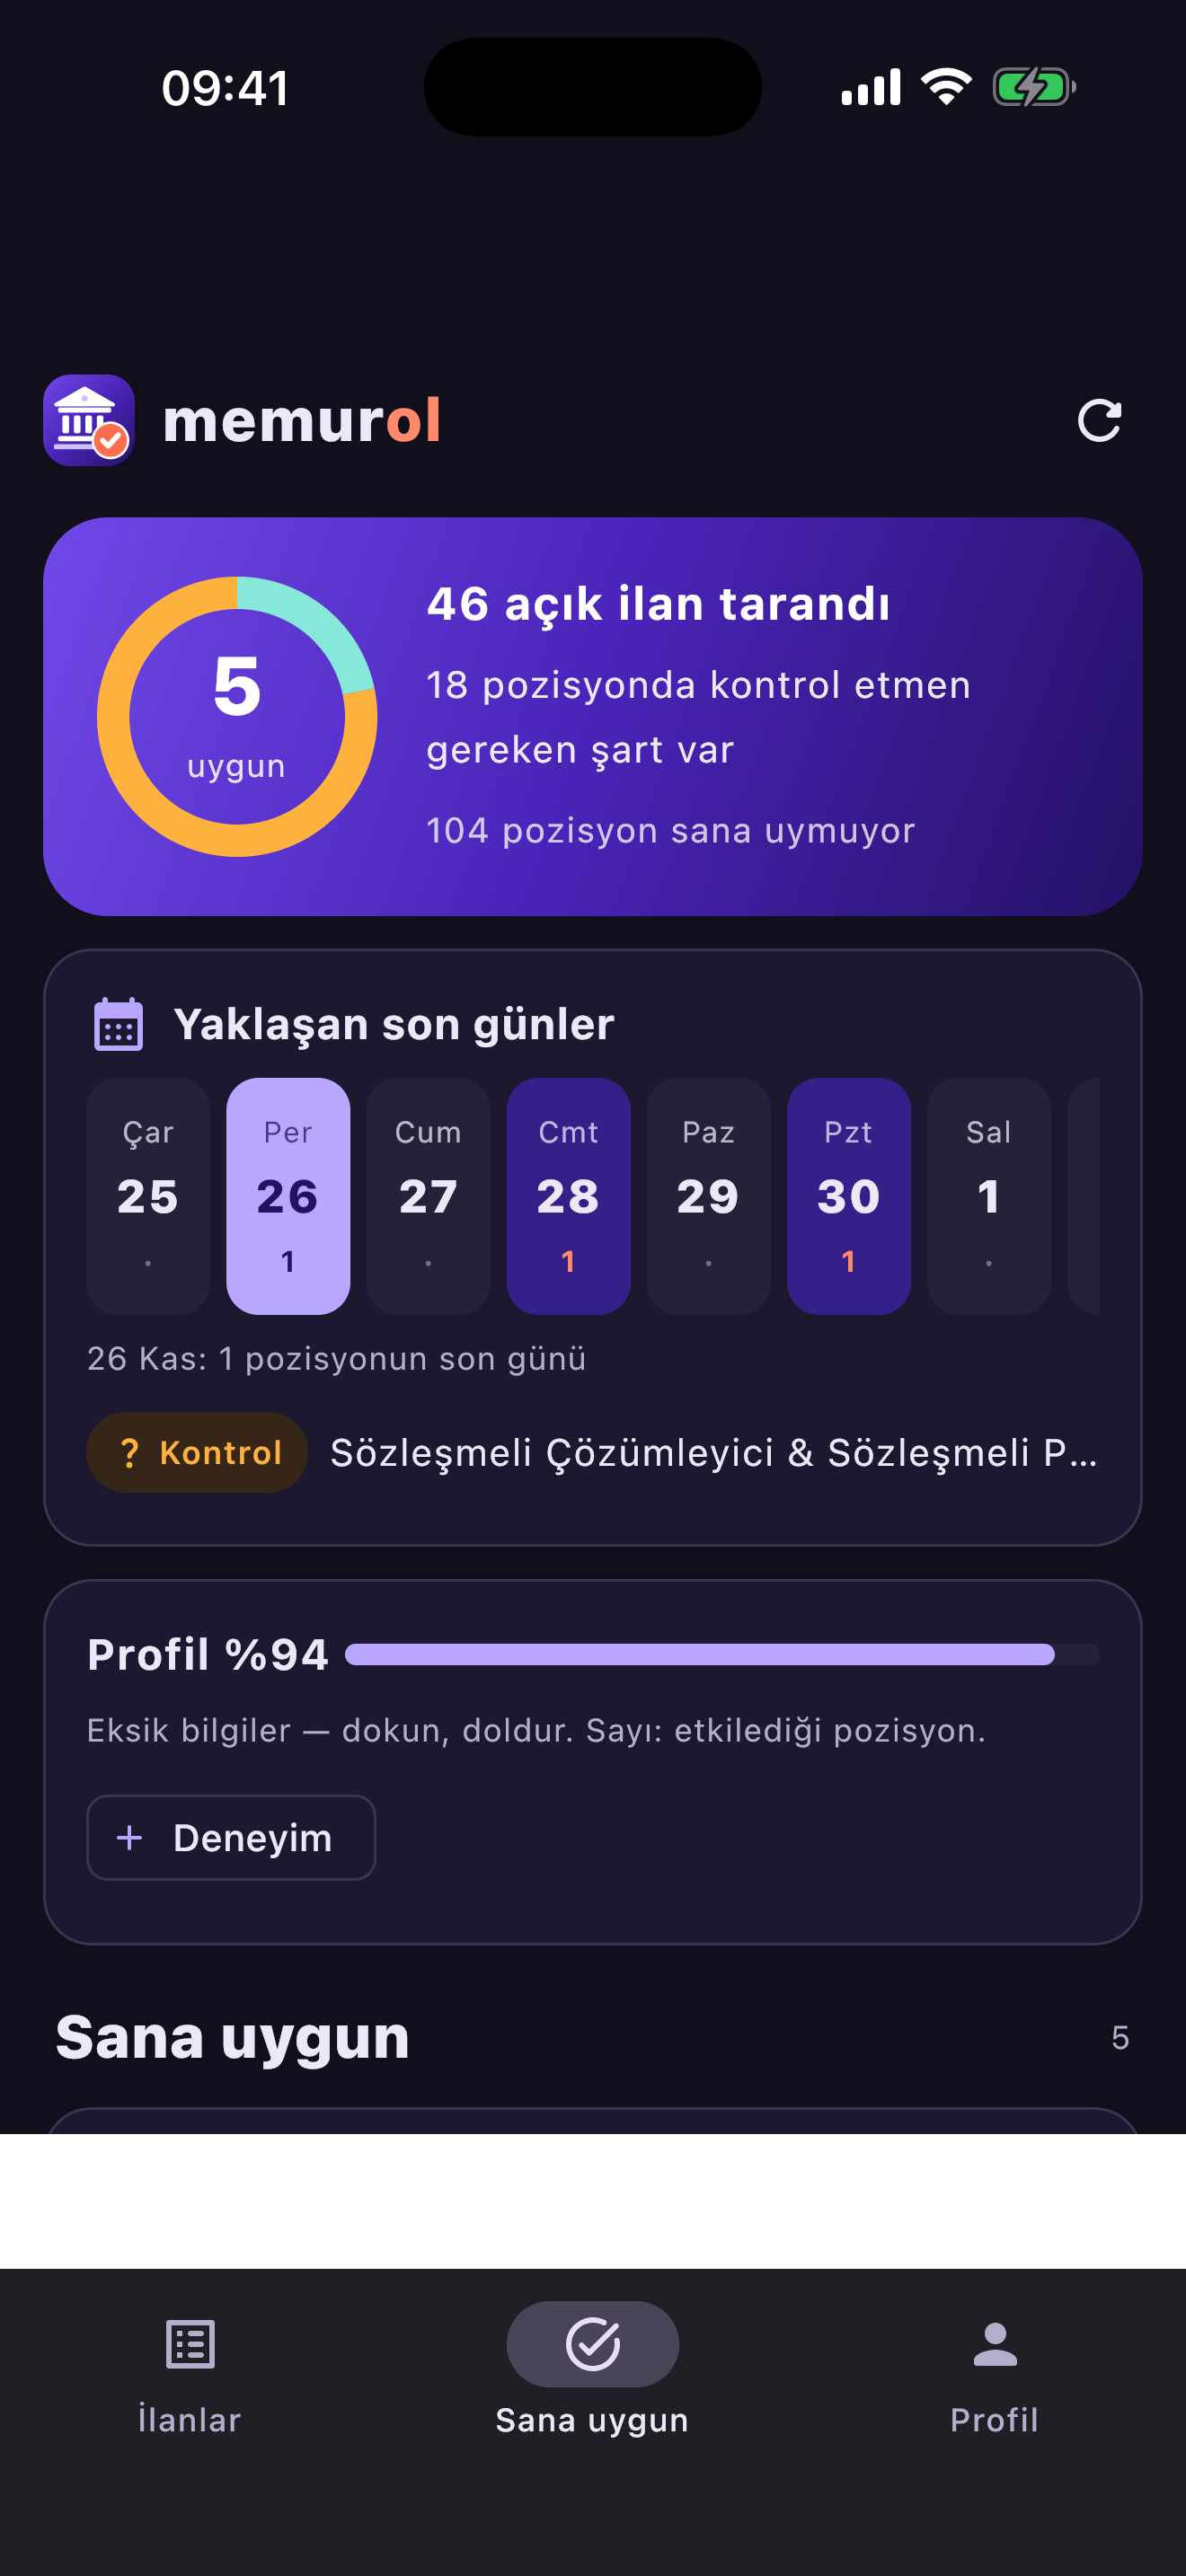 09:41
memurol
5
uygun
46 açık ilan tarandı
18 pozisyonda kontrol etmen
gereken şart var
104 pozisyon sana uymuyor
Yaklaşan son günler
Çar Per Cum Cmt Paz Pzt Sal
25 26 27 28 29 30 1
· 1 · 1 · 1 ·
26 Kas: 1 pozisyonun son günü
? Kontrol Sözleşmeli Çözümleyici & Sözleşmeli P...
Profil %94
Eksik bilgiler — dokun, doldur. Sayı: etkilediği pozisyon.
+ Deneyim
Sana uygun 5
İlanlar Sana uygun Profil